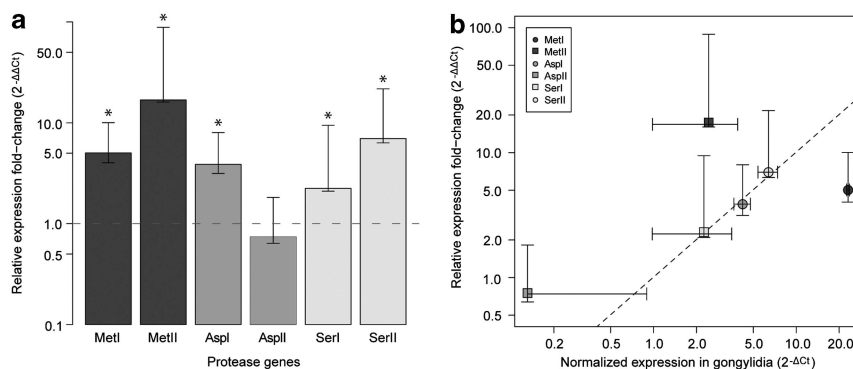 a
Relative expression fold−change (2-ΔΔCt)
50.0
10.0
5.0
1.0
0.5
0.1
* * * * *
MetI MetII AspI AspII SerI SerII
Protease genes
b
Relative expression fold−change (2-ΔΔCt)
100.0
50.0
20.0
10.0
5.0
2.0
1.0
0.5
MetI
MetII
AspI
AspII
SerI
SerII
0.2 0.5 1.0 2.0 5.0 10.0 20.0
Normalized expression in gongylidia (2-ΔCt)